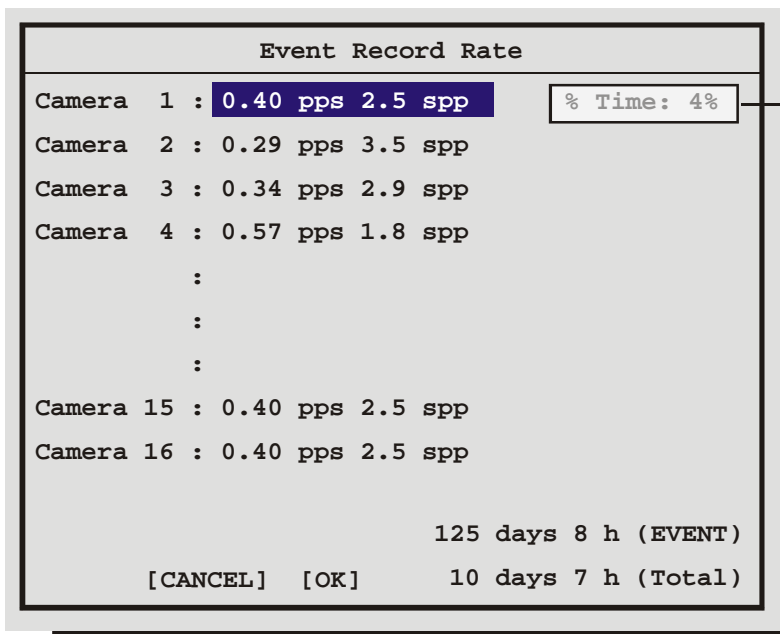 Event Record Rate
Camera 1 : 0.40 pps 2.5 spp % Time: 4%
Camera 2 : 0.29 pps 3.5 spp
Camera 3 : 0.34 pps 2.9 spp
Camera 4 : 0.57 pps 1.8 spp
:
:
:
Camera 15 : 0.40 pps 2.5 spp
Camera 16 : 0.40 pps 2.5 spp
125 days 8 h (EVENT)
[CANCEL] [OK] 10 days 7 h (Total)